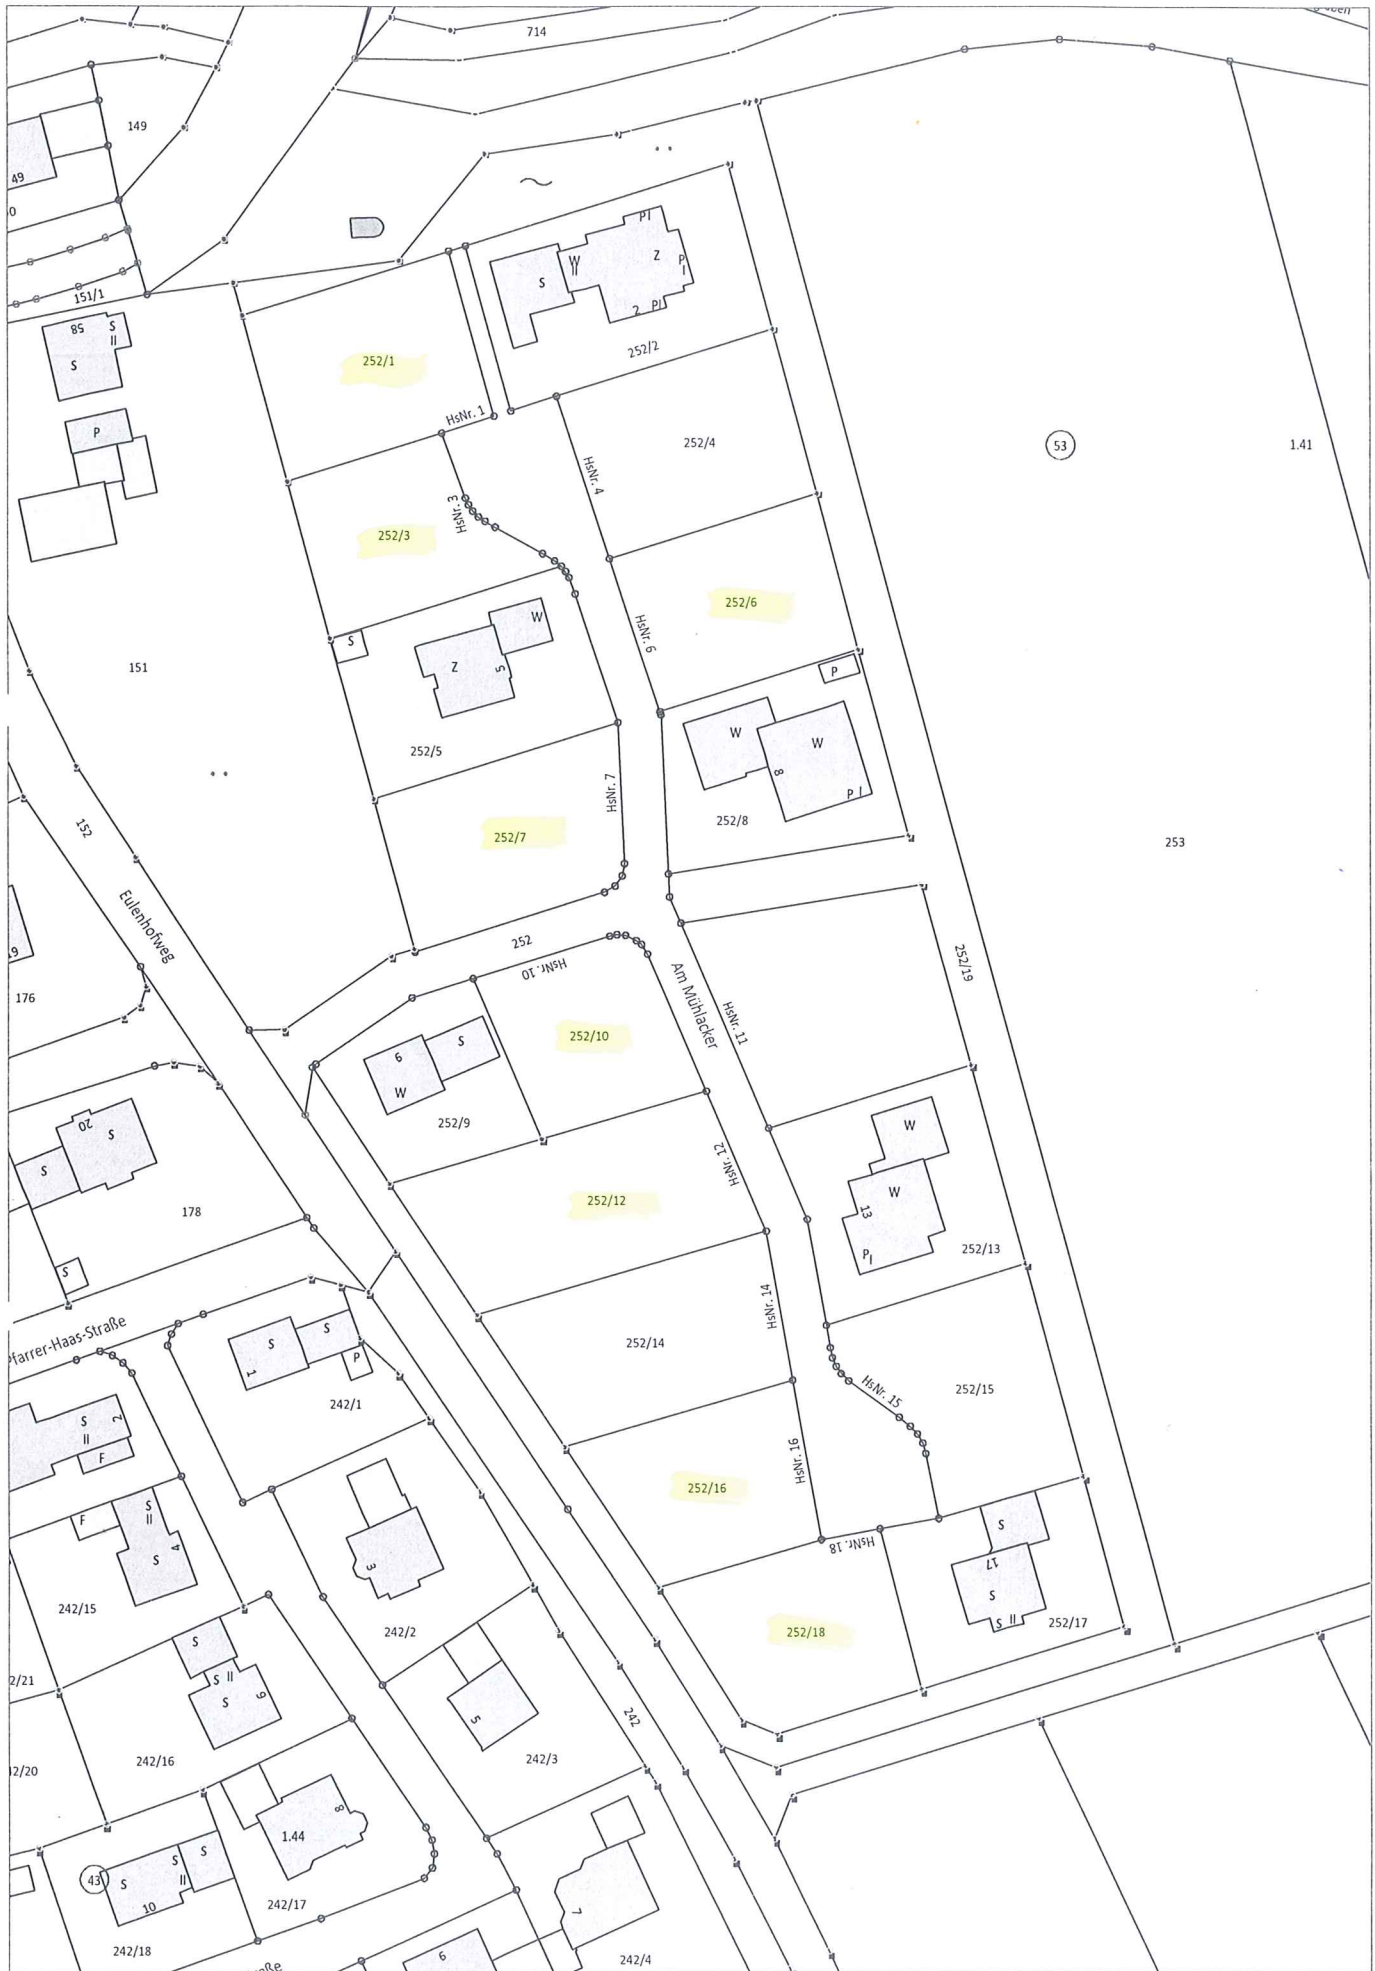 714
149
49
151/1
58
S
II
S
P
S
W
II
PI
Z
P
I
2
PI
252/1
252/2
HsNr. 1
252/4
53
1.41
HsNr. 4
HsNr. 3
252/3
252/6
HsNr. 6
S
W
Z
5
151
252/5
P
W
W
8
P I
252/8
HsNr. 7
252/7
152
253
Eulenhofweg
252
HsNr. 10
252/19
Am Mühlacker
HsNr. 11
176
252/10
6
S
W
252/9
W
20
S
S
HsNr. 12
W
13
252/12
178
252/13
P I
S
HsNr. 14
Pfarrer-Haas-Straße
S
S
P
1
252/14
HsNr. 15
252/15
242/1
2
S
II
F
HsNr. 16
252/16
F
S
II
4
S
S
HsNr. 18
17
3
S
242/15
S II
252/17
242/2
252/18
S
S II
S
9
5
242
242/16
242/3
8
1.44
43
S
S
II
S
10
242/17
7
242/18
6
242/4